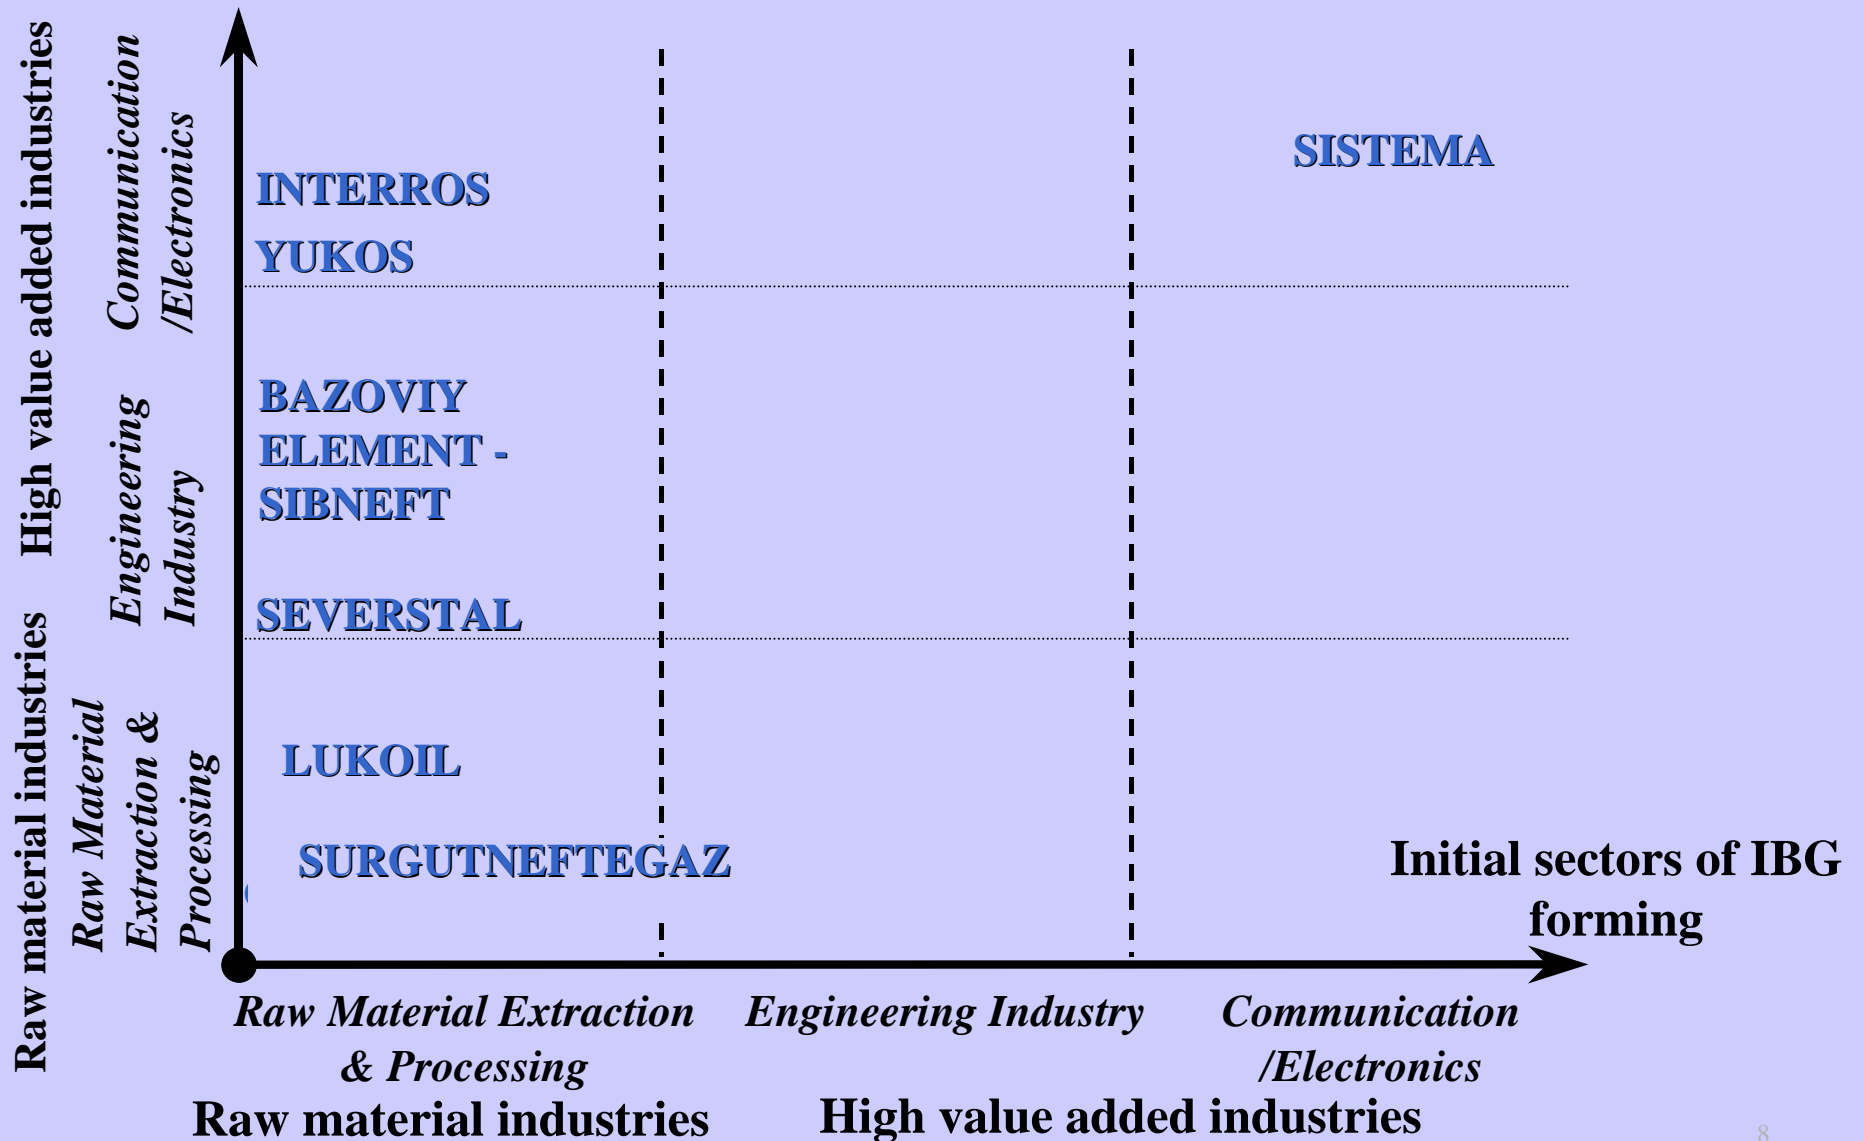 High value added industries
Raw material industries
Communication
/Electronics
Engineering
Industry
Raw Material
Extraction &
Processing
SISTEMA
INTERROS
YUKOS
BAZOVIY
ELEMENT -
SIBNEFT
SEVERSTAL
LUKOIL
SURGUTNEFTEGAZ
Initial sectors of IBG
forming
Raw Material Extraction
& Processing
Engineering Industry
Communication
/Electronics
Raw material industries
High value added industries
8